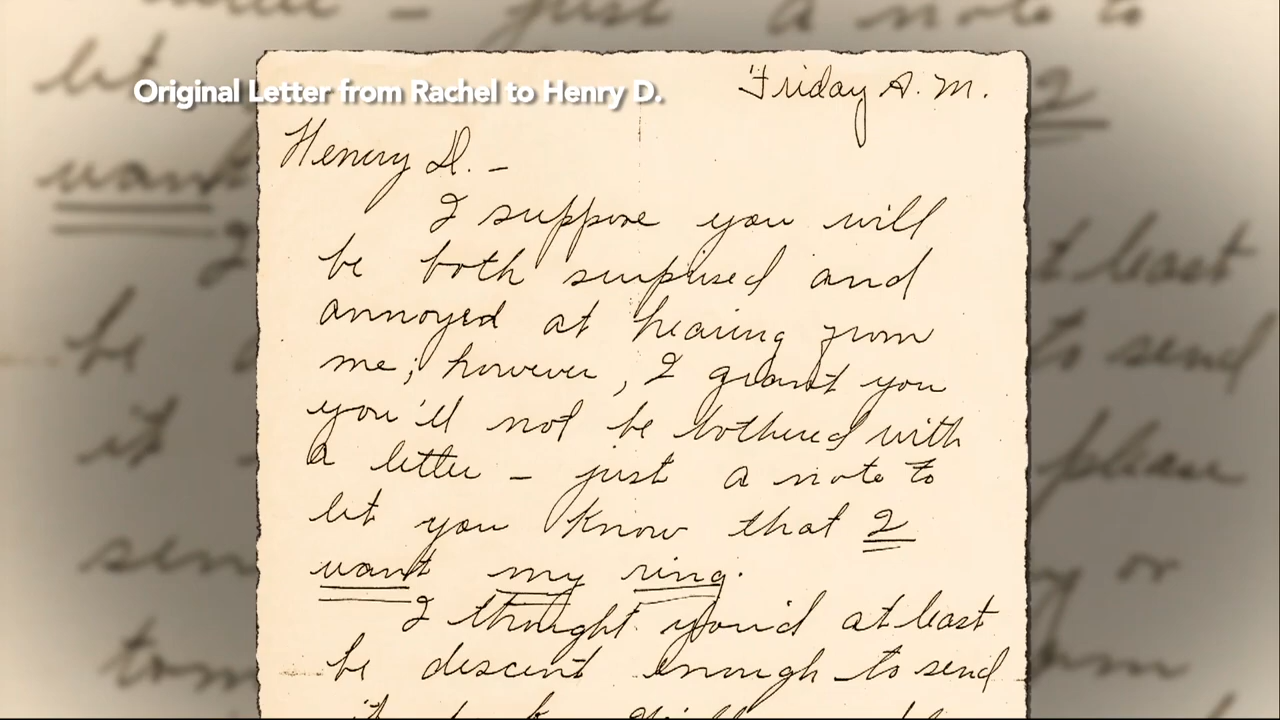 Original Letter from Rachel to Henry D.
Friday A.M.
Henry D. –
I suppose you will
be both surpised and
annoyed at hearing from
me; however, I grant you
you'll not be bothered with
a letter – just a note to
let you know that I
want my ring.
I thought you'd at least
be descent enough to send
it